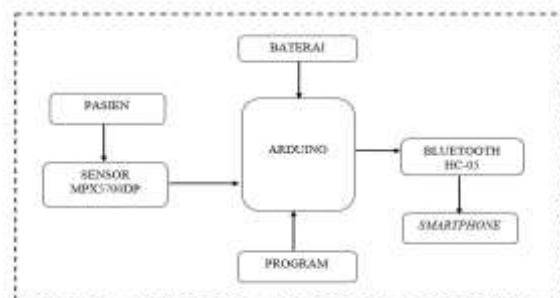 BATERAI
PASIEN
ARDUINO
SENSOR
MPX5700DP
BLUETOOTH
HC-05
SMARTPHONE
PROGRAM